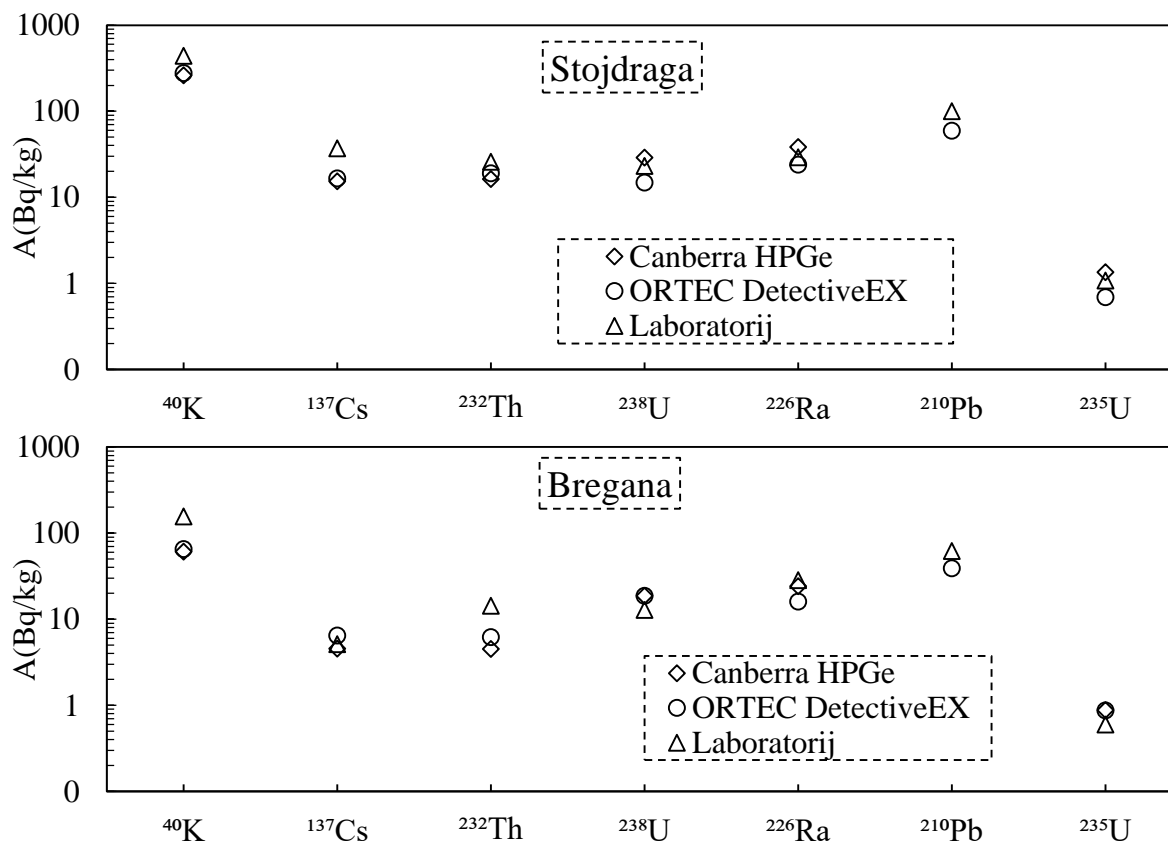 1000
Stojdraga
100
A(Bq/kg)
10
Canberra HPGe
ORTEC DetectiveEX
1
Laboratorij
0
⁴⁰K ¹³⁷Cs ²³²Th ²³⁸U ²²⁶Ra ²¹⁰Pb ²³⁵U
1000
Bregana
100
A(Bq/kg)
10
Canberra HPGe
1
ORTEC DetectiveEX
Laboratorij
0
⁴⁰K ¹³⁷Cs ²³²Th ²³⁸U ²²⁶Ra ²¹⁰Pb ²³⁵U